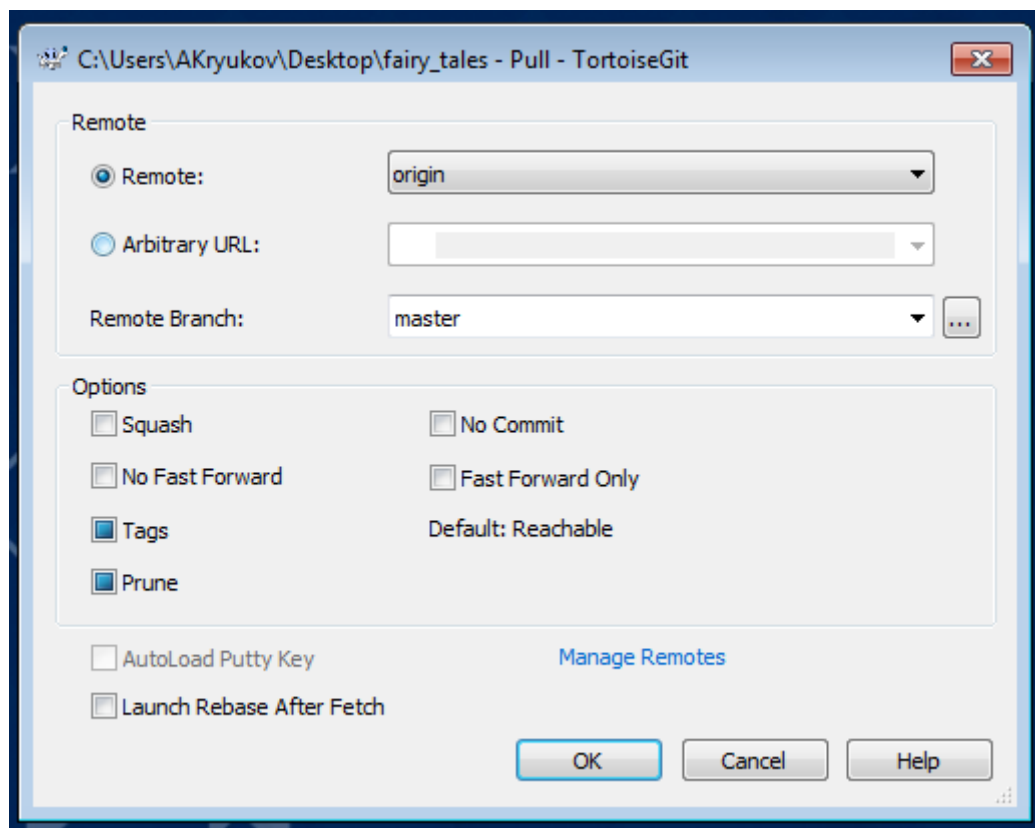 C:\Users\AKryukov\Desktop\fairy_tales - Pull - TortoiseGit
Remote
Remote: origin
Arbitrary URL:
Remote Branch: master ...
Options
Squash No Commit
No Fast Forward Fast Forward Only
Tags Default: Reachable
Prune
AutoLoad Putty Key Manage Remotes
Launch Rebase After Fetch
OK Cancel Help